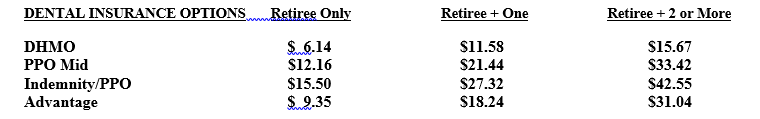 DENTAL INSURANCE OPTIONS Retiree Only Retiree + One Retiree + 2 or More
DHMO $ 6.14 $11.58 $15.67
PPO Mid $12.16 $21.44 $33.42
Indemnity/PPO $15.50 $27.32 $42.55
Advantage $ 9.35 $18.24 $31.04